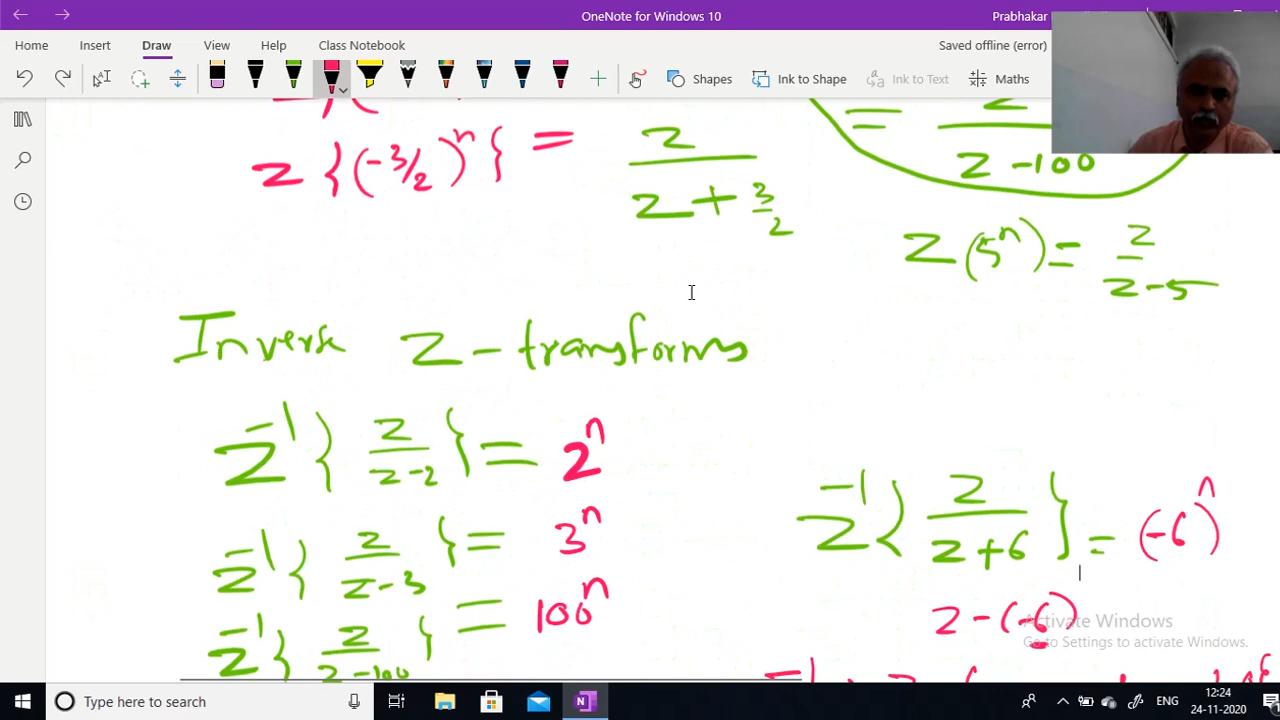 OneNote for Windows 10
Prabhakar
Home Insert Draw View Help Class Notebook
Saved offline (error)
Shapes Ink to Shape Ink to Text Maths
z{(-3/2)^n} = z/(z + 3/2)
z - 100
z(5^n) = z/(z-5)
Inverse z-transforms
z^-1{z/(z-2)} = 2^n
z^-1{z/(z-3)} = 3^n
z^-1{z/(z-100)} = 100^n
z^-1{z/(z+6)} = (-6)^n
z-(-6)
Activate Windows
Go to Settings to activate Windows.
Type here to search
ENG
12:24
24-11-2020